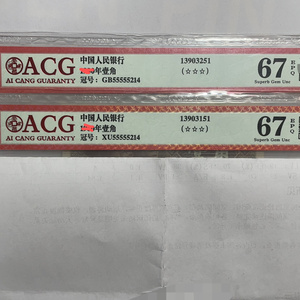 ACG
AI CANG GUARANTY
中国人民银行
年壹角
冠号: GB55555214
13903251
(☆☆☆)
67
EPQ
Superb Gem Unc
ACG
AI CANG GUARANTY
中国人民银行
年壹角
冠号: XU55555214
13903151
(☆☆☆)
67
EPQ
Superb Gem Unc